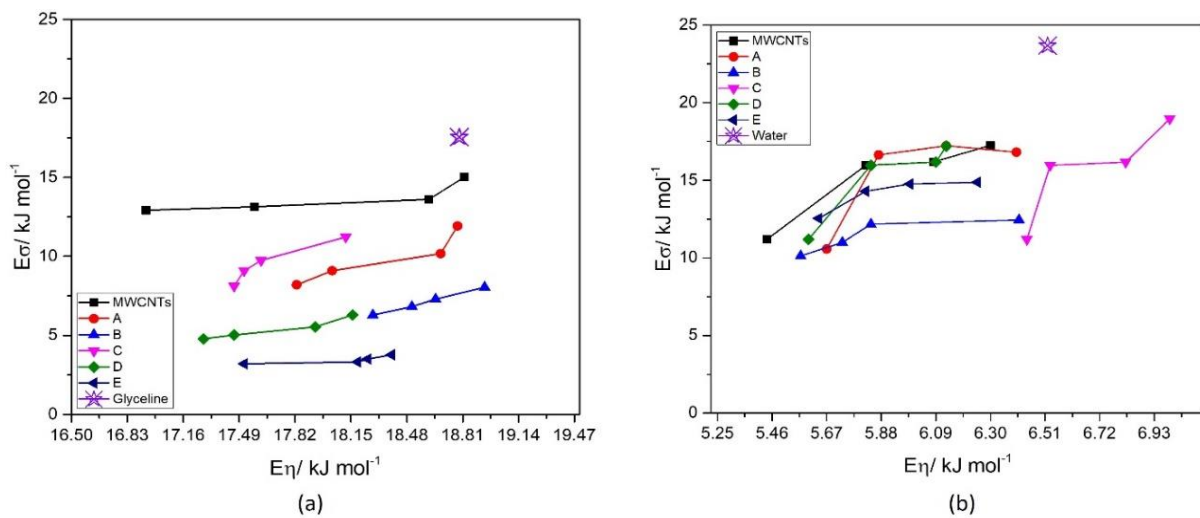 25
20
15
10
5
0
Eσ/ kJ mol-1
MWCNTs
A
B
C
D
E
Glyceline
16.50 16.83 17.16 17.49 17.82 18.15 18.48 18.81 19.14 19.47
Eη/ kJ mol-1
(a)
25
20
15
10
5
0
Eσ/ kJ mol-1
MWCNTs
A
B
C
D
E
Water
5.25 5.46 5.67 5.88 6.09 6.30 6.51 6.72 6.93
Eη/ kJ mol-1
(b)